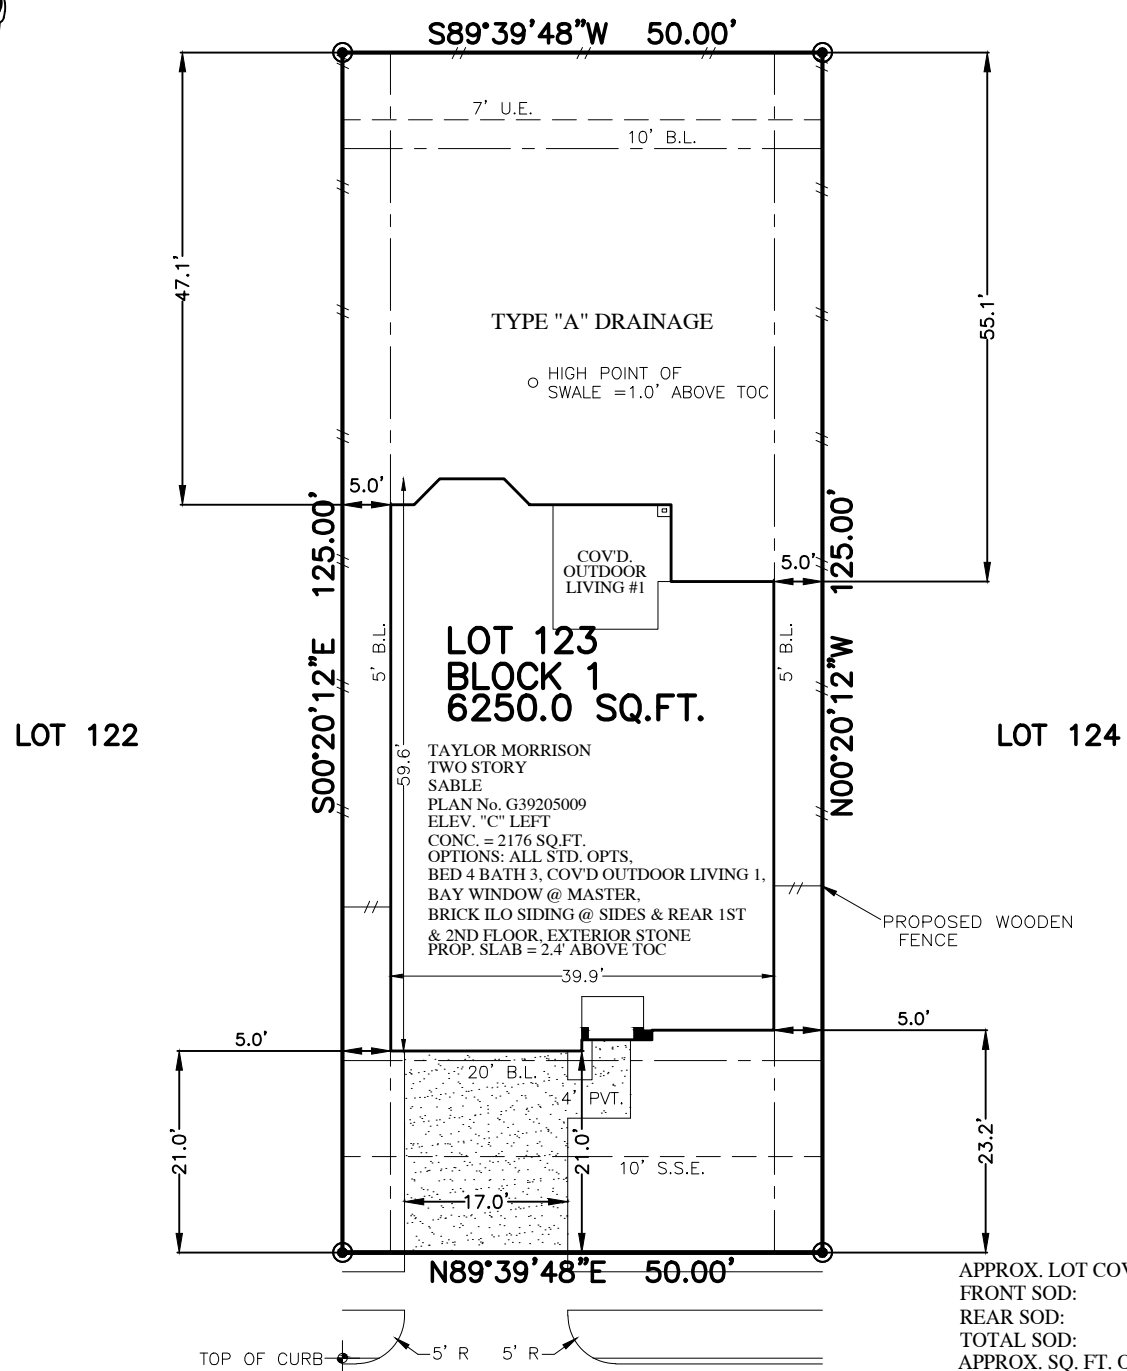 S89°39'48"W 50.00'
7' U.E.
10' B.L.
47.1'
55.1'
TYPE "A" DRAINAGE
HIGH POINT OF
SWALE =1.0' ABOVE TOC
5.0'
COV'D.
OUTDOOR
LIVING #1
5.0'
S00°20'12"E 125.00'
N00°20'12"W 125.00'
5' B.L.
5' B.L.
LOT 123
BLOCK 1
6250.0 SQ.FT.
LOT 122
LOT 124
59.6'
TAYLOR MORRISON
TWO STORY
SABLE
PLAN No. G39205009
ELEV. "C" LEFT
CONC. = 2176 SQ.FT.
OPTIONS: ALL STD. OPTS,
BED 4 BATH 3, COV'D OUTDOOR LIVING 1,
BAY WINDOW @ MASTER,
BRICK ILO SIDING @ SIDES & REAR 1ST
& 2ND FLOOR, EXTERIOR STONE
PROP. SLAB = 2.4' ABOVE TOC
PROPOSED WOODEN
FENCE
39.9'
5.0'
5.0'
20' B.L.
4' PVT.
21.0'
21.0'
23.2'
10' S.S.E.
17.0'
N89°39'48"E 50.00'
APPROX. LOT COV
FRONT SOD:
REAR SOD:
TOTAL SOD:
APPROX. SQ. FT. O
5' R
5' R
TOP OF CURB